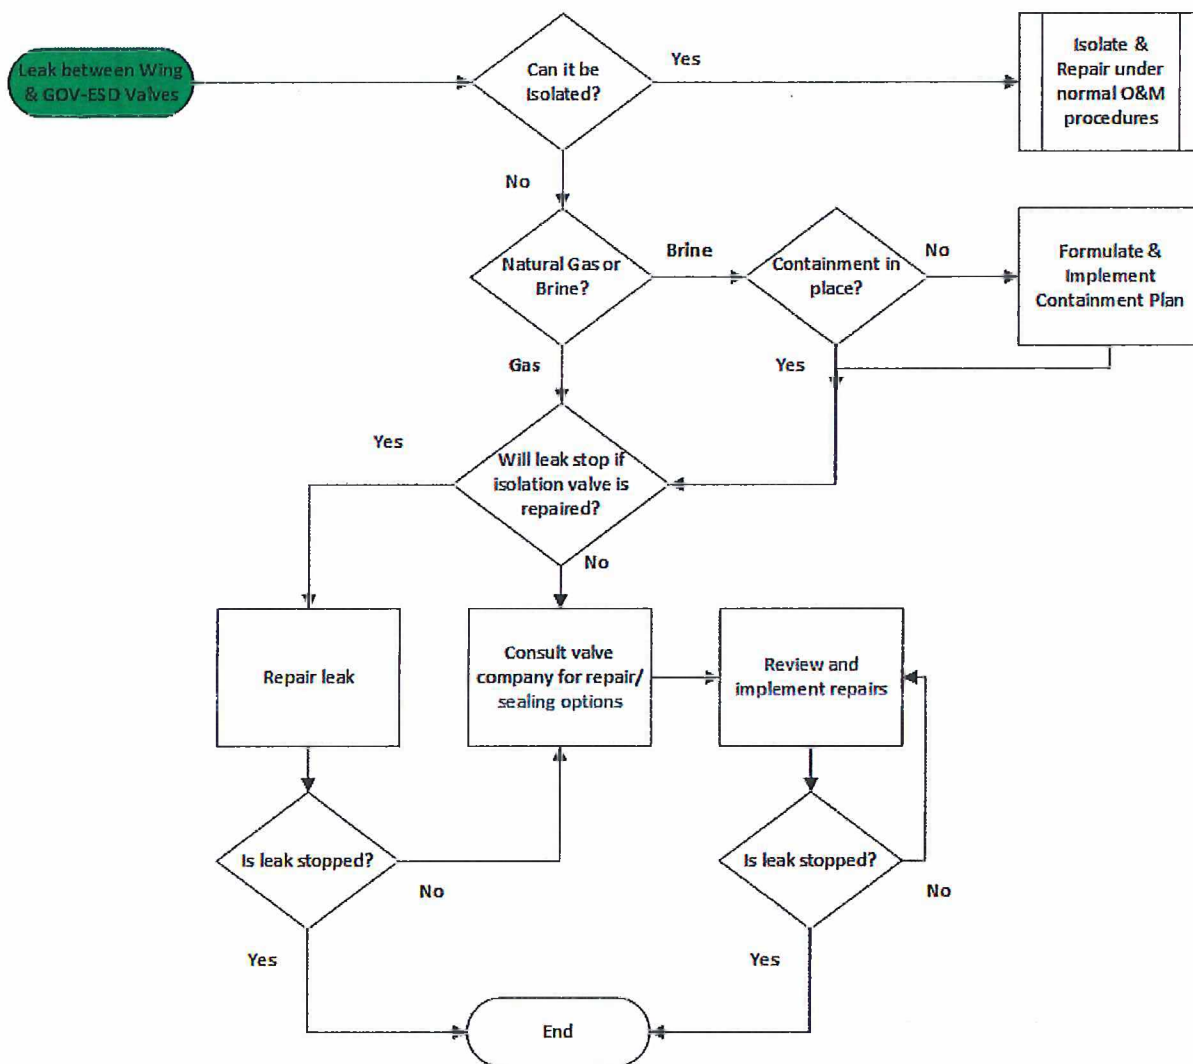 Leak between Wing
& GOV-ESD Valves
Can it be
Isolated?
Yes
Isolate &
Repair under
normal O&M
procedures
No
Natural Gas or
Brine?
Brine
Containment in
place?
No
Formulate &
Implement
Containment Plan
Gas
Yes
Yes
Will leak stop if
isolation valve is
repaired?
No
Repair leak
Consult valve
company for repair/
sealing options
Review and
implement repairs
Is leak stopped?
No
Is leak stopped?
No
Yes
Yes
End